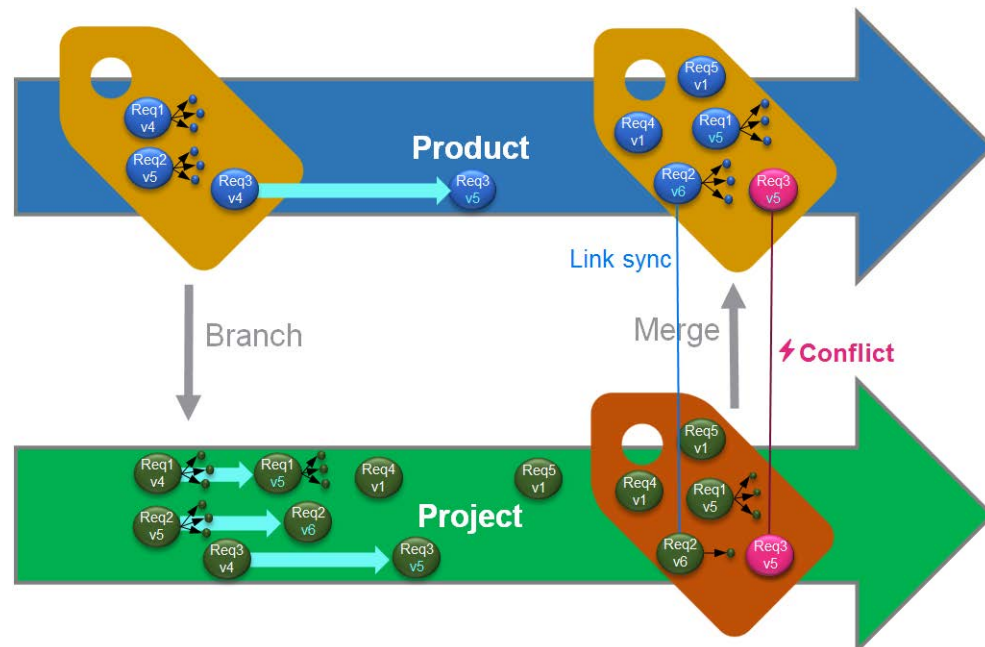 Req5
v1
Req1
v4
Req4
v1
Req1
v5
Product
Req2
v5
Req3
v4
Req3
v5
Req2
v6
Req3
v5
Link sync
Branch
Merge
Conflict
Req5
v1
Req1
v4
Req1
v5
Req4
v1
Req5
v1
Req4
v1
Req1
v5
Req2
v5
Req2
v6
Project
Req3
v4
Req3
v5
Req2
v6
Req3
v5